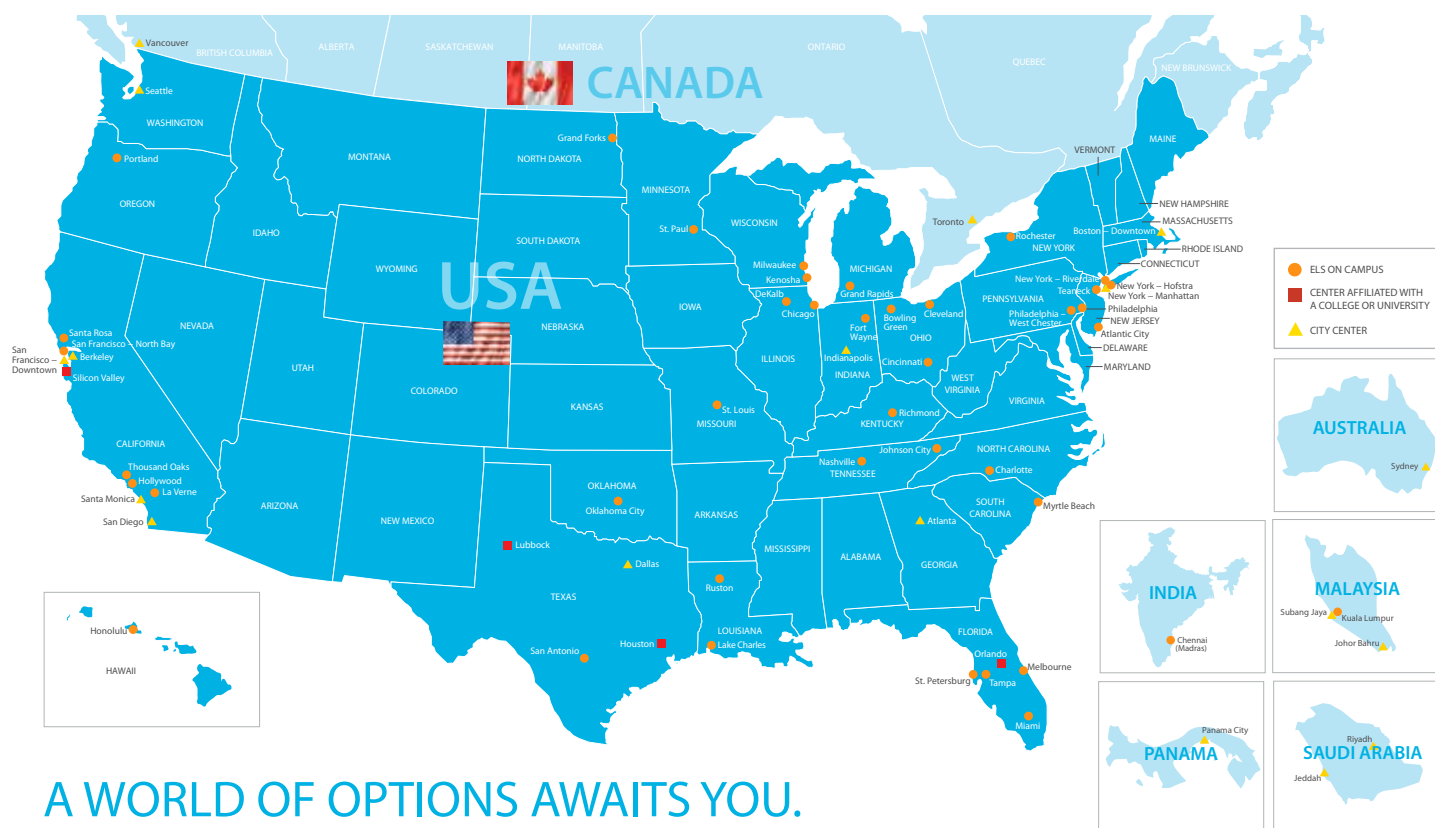 Vancouver
BRITISH COLUMBIA
ALBERTA
SASKATCHEWAN
MANITOBA
ONTARIO
QUEBEC
NEW BRUNSWICK
CANADA
Seattle
WASHINGTON
Portland
OREGON
IDAHO
MONTANA
Grand Forks
NORTH DAKOTA
MINNESOTA
St. Paul
SOUTH DAKOTA
WYOMING
USA
NEBRASKA
IOWA
WISCONSIN
Milwaukee
Kenosha
DeKalb
Chicago
MICHIGAN
Grand Rapids
Toronto
Rochester
NEW YORK
VERMONT
MAINE
NEW HAMPSHIRE
MASSACHUSETTS
Boston – Downtown
RHODE ISLAND
CONNECTICUT
New York – Riverdale
New York – Hofstra
Teaneck
New York – Manhattan
PENNSYLVANIA
Philadelphia
Philadelphia –
West Chester
NEW JERSEY
Atlantic City
DELAWARE
MARYLAND
Fort
Wayne
Bowling
Green
Cleveland
OHIO
Indianapolis
INDIANA
Cincinnati
ILLINOIS
WEST
VIRGINIA
VIRGINIA
Richmond
KENTUCKY
St. Louis
MISSOURI
KANSAS
COLORADO
UTAH
NEVADA
Santa Rosa
San Francisco – North Bay
San
Francisco –
Downtown
Berkeley
Silicon Valley
CALIFORNIA
Thousand Oaks
Hollywood
La Verne
Santa Monica
San Diego
ARIZONA
NEW MEXICO
OKLAHOMA
Oklahoma City
ARKANSAS
Nashville
TENNESSEE
Johnson City
NORTH CAROLINA
Charlotte
SOUTH
CAROLINA
Myrtle Beach
Atlanta
GEORGIA
ALABAMA
MISSISSIPPI
Lubbock
Dallas
TEXAS
Houston
San Antonio
Ruston
LOUISIANA
Lake Charles
FLORIDA
Orlando
Melbourne
St. Petersburg
Tampa
Miami
Honolulu
HAWAII
ELS ON CAMPUS
CENTER AFFILIATED WITH
A COLLEGE OR UNIVERSITY
CITY CENTER
AUSTRALIA
Sydney
INDIA
Chennai
(Madras)
MALAYSIA
Subang Jaya
Kuala Lumpur
Johor Bahru
PANAMA
Panama City
SAUDI ARABIA
Riyadh
Jeddah
A WORLD OF OPTIONS AWAITS YOU.